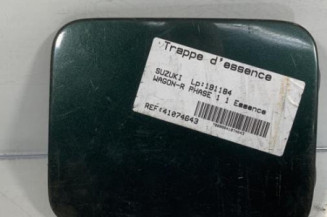 Trappe d'essence
SUZUKI Lp:191184
WAGON-R PHASE 1 1 Essence
REF:41074643